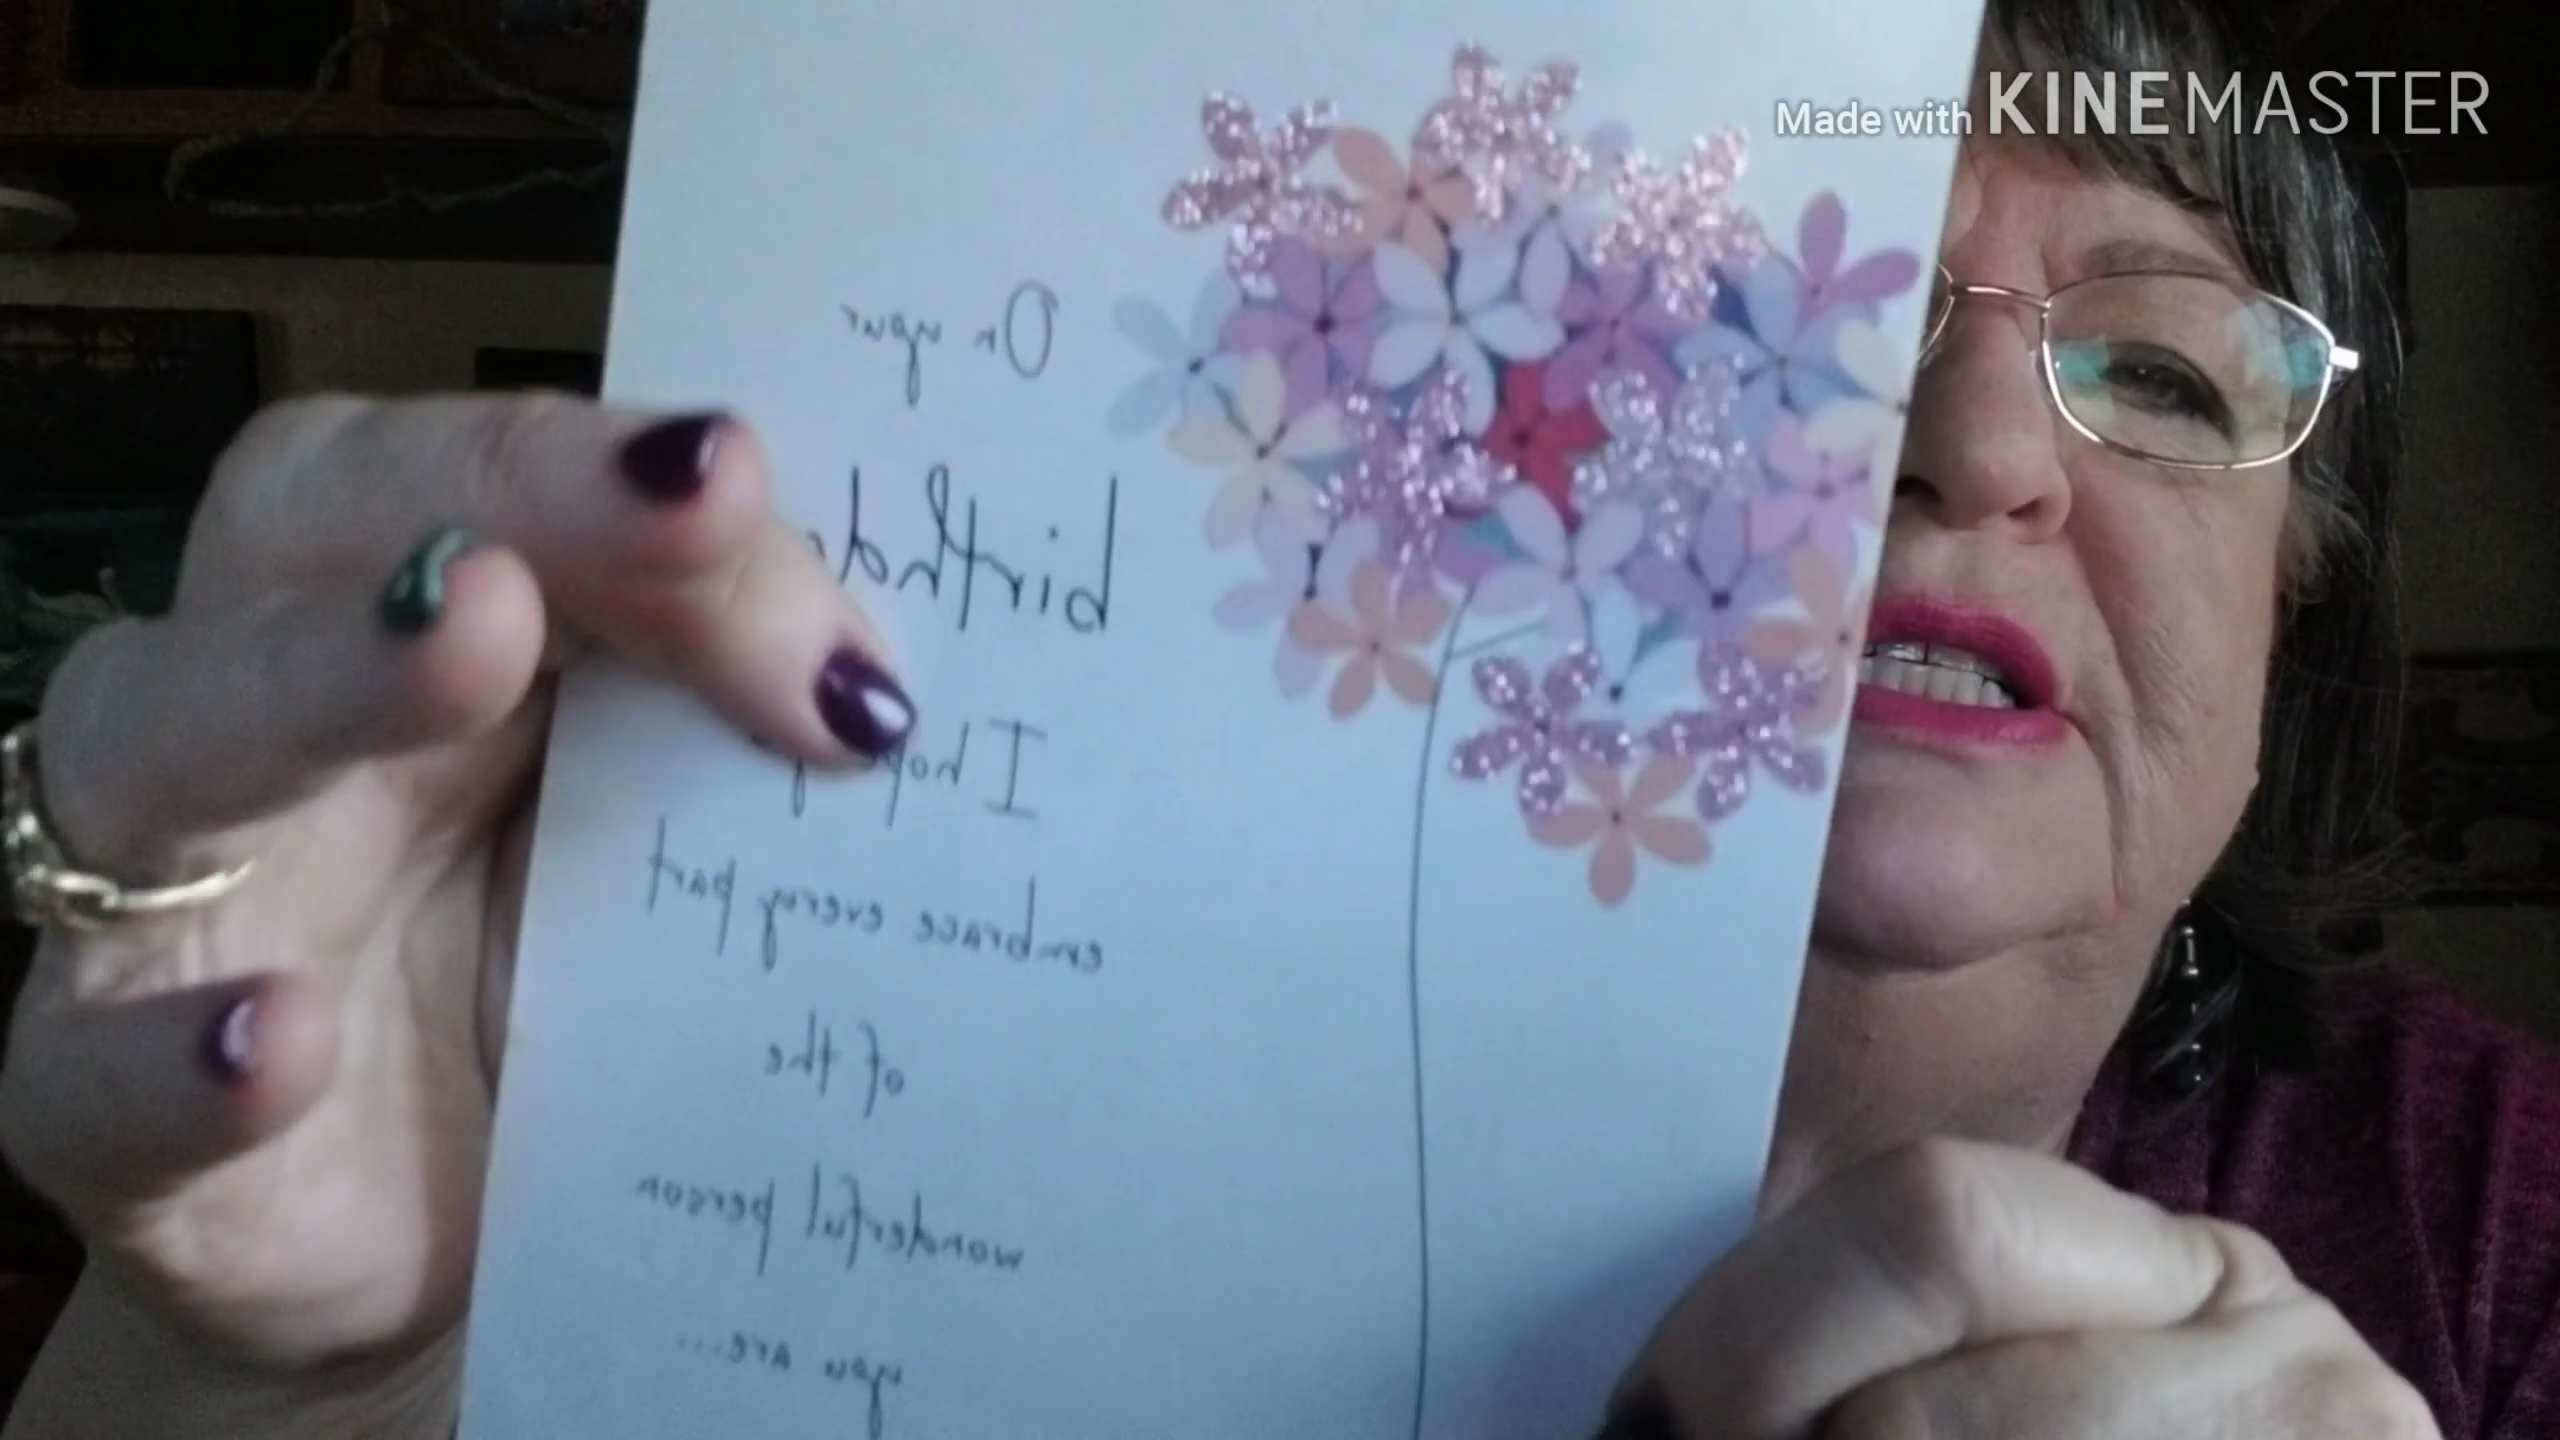 Made with KINEMASTER
On your
birthda
I hop
embrace every part
of the
wonderful person
you are...